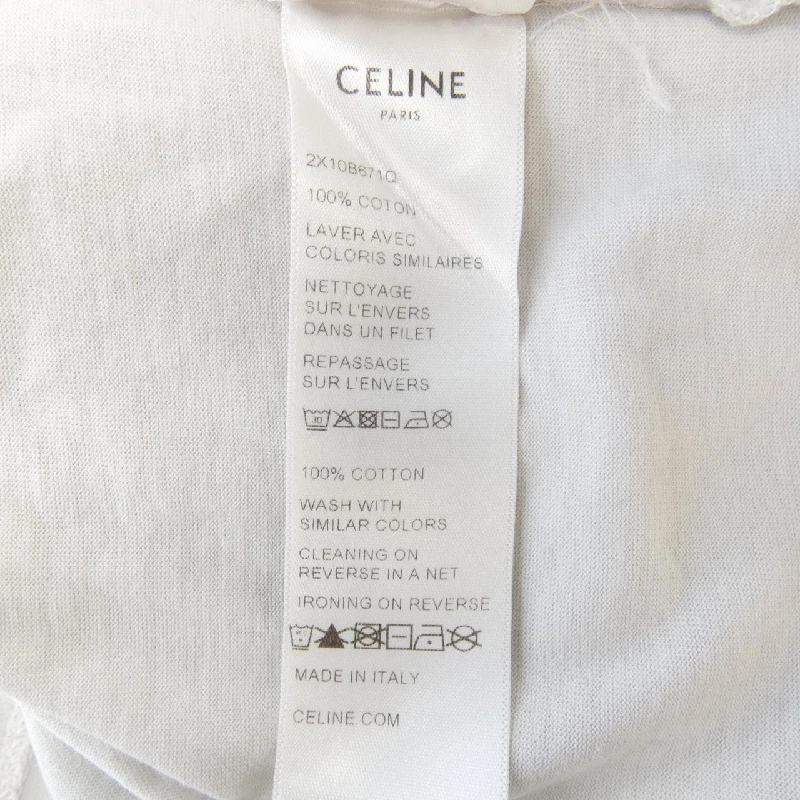 CELINE
PARIS
2X10B671Q
100% COTON
LAVER AVEC
COLORIS SIMILAIRES
NETTOYAGE
SUR L'ENVERS
DANS UN FILET
REPASSAGE
SUR L'ENVERS
30
100% COTTON
WASH WITH
SIMILAR COLORS
CLEANING ON
REVERSE IN A NET
IRONING ON REVERSE
MADE IN ITALY
CELINE.COM